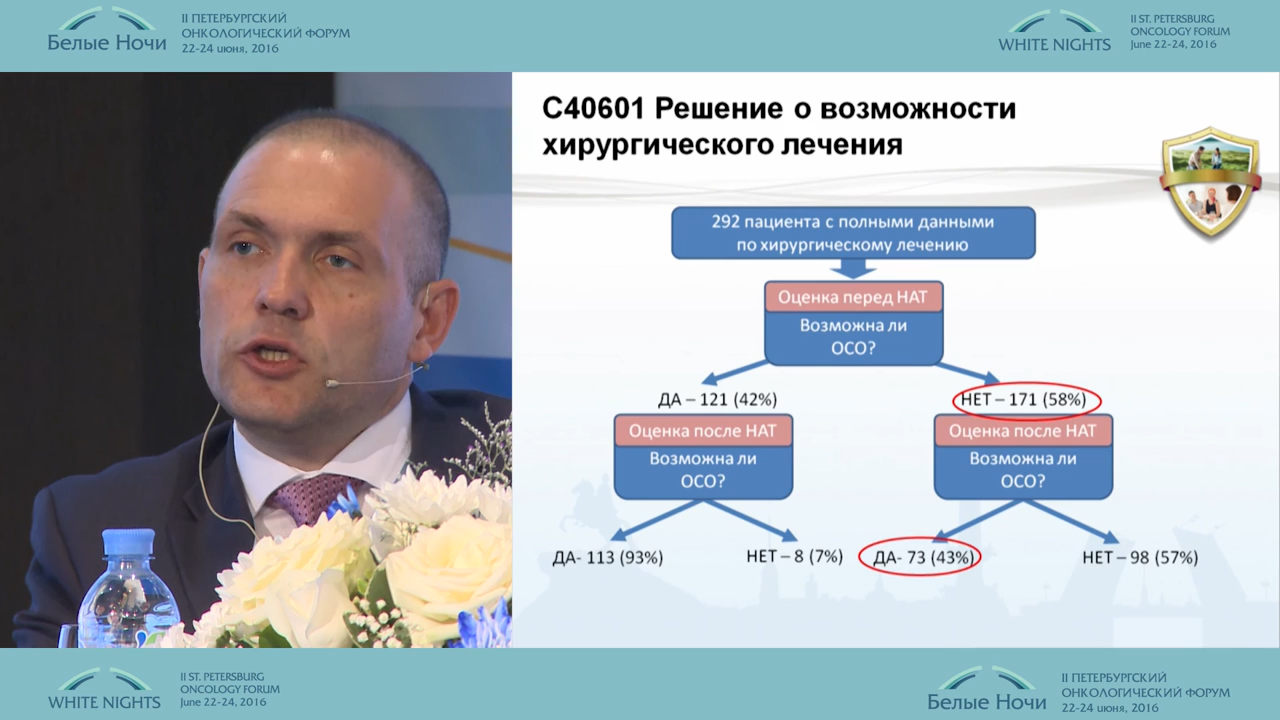 II ПЕТЕРБУРГСКИЙ
ОНКОЛОГИЧЕСКИЙ ФОРУМ
Белые Ночи
22-24 июня, 2016
II ST. PETERSBURG
ONCOLOGY FORUM
WHITE NIGHTS
June 22-24, 2016
C40601 Решение о возможности
хирургического лечения
292 пациента с полными данными
по хирургическому лечению
Оценка перед НАТ
Возможна ли
ОСО?
ДА – 121 (42%)
НЕТ – 171 (58%)
Оценка после НАТ
Возможна ли
ОСО?
Оценка после НАТ
Возможна ли
ОСО?
ДА- 113 (93%)
НЕТ – 8 (7%)
ДА- 73 (43%)
НЕТ – 98 (57%)
II ST. PETERSBURG
ONCOLOGY FORUM
WHITE NIGHTS
June 22-24, 2016
II ПЕТЕРБУРГСКИЙ
ОНКОЛОГИЧЕСКИЙ ФОРУМ
Белые Ночи
22-24 июня, 2016